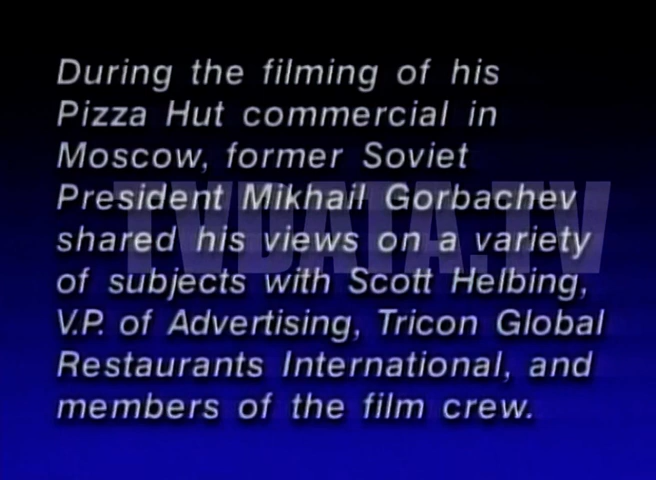 During the filming of his
Pizza Hut commercial in
Moscow, former Soviet
President Mikhail Gorbachev
shared his views on a variety
of subjects with Scott Helbing,
V.P. of Advertising, Tricon Global
Restaurants International, and
members of the film crew.
TVDATA.TV